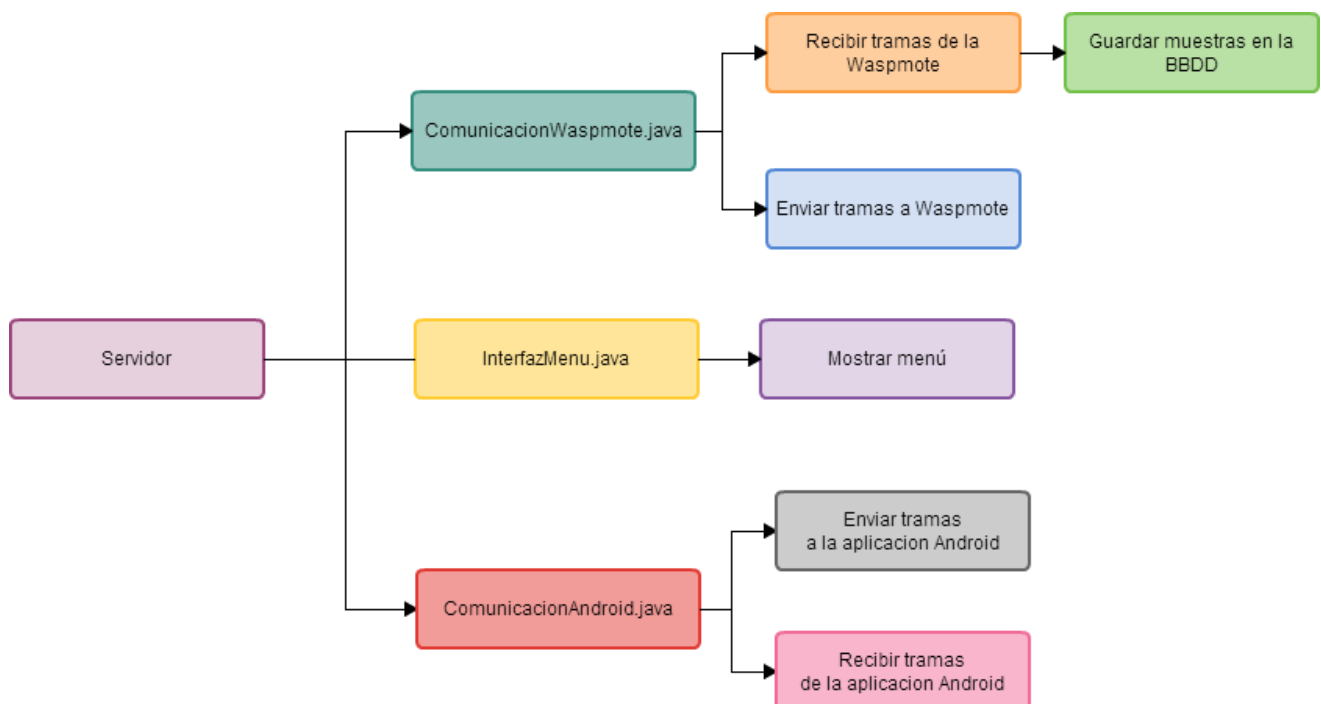 Recibir tramas de la
Waspmote
Guardar muestras en la
BBDD
ComunicacionWaspmote.java
Enviar tramas a Waspmote
Servidor
InterfazMenu.java
Mostrar menú
Enviar tramas
a la aplicacion Android
ComunicacionAndroid.java
Recibir tramas
de la aplicacion Android